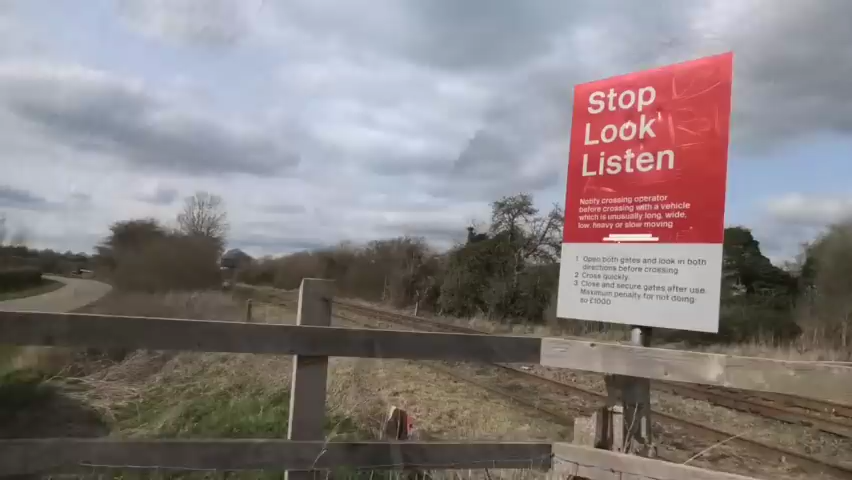 Stop
Look
Listen
Notify crossing operator
before crossing with a vehicle
which is unusually long, wide,
low, heavy or slow moving
1 Open both gates and look in both
directions before crossing
2 Cross quickly.
3 Close and secure gates after use.
Maximum penalty for not doing
so £1000